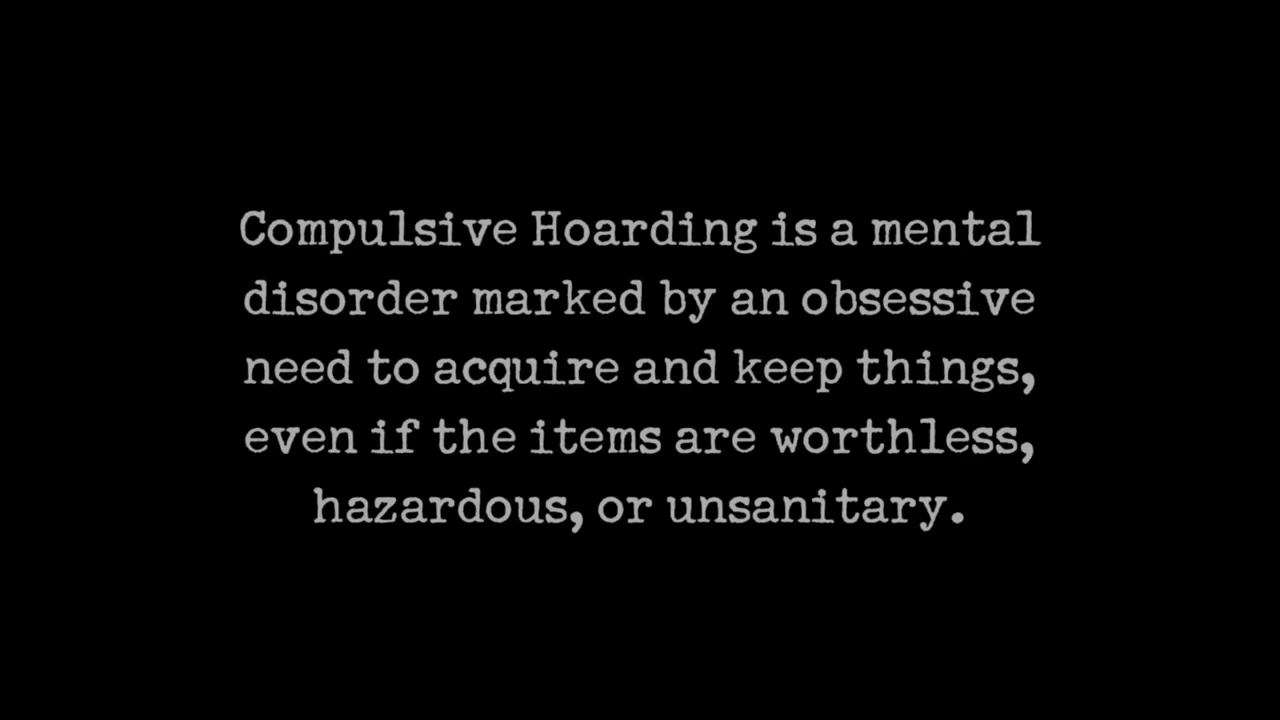 Compulsive Hoarding is a mental
disorder marked by an obsessive
need to acquire and keep things,
even if the items are worthless,
hazardous, or unsanitary.